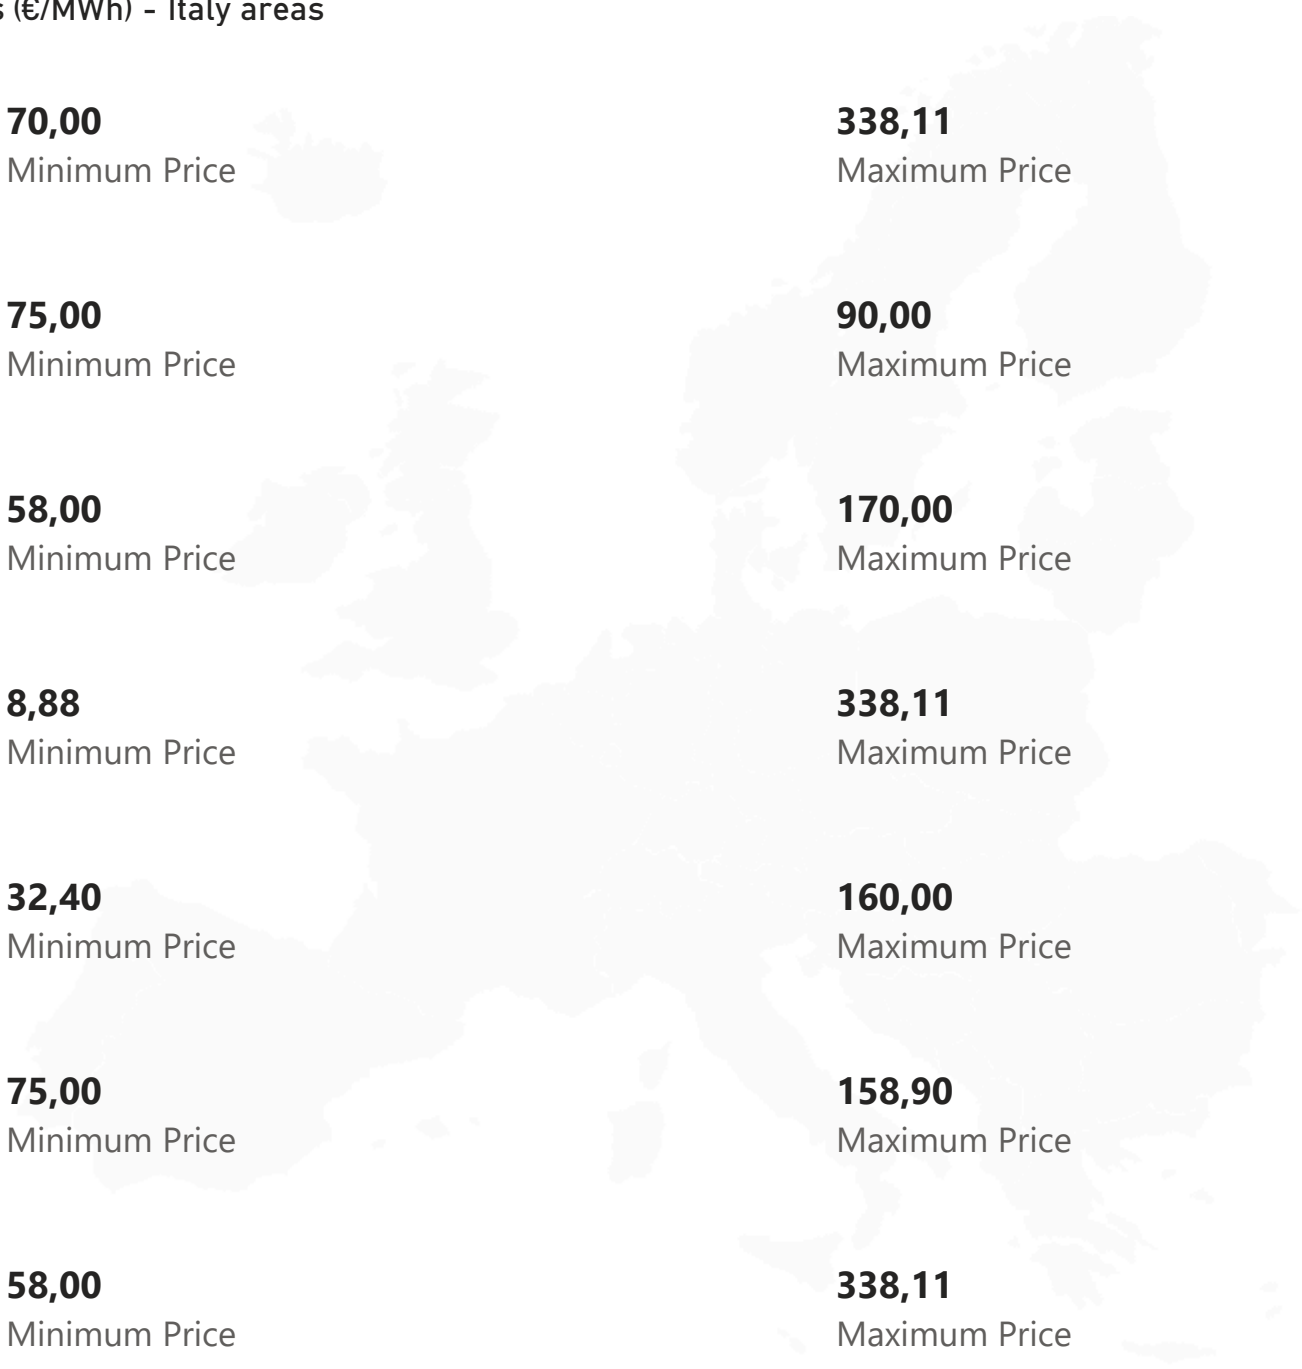 s (€/MWh) - Italy areas
70,00 338,11
Minimum Price Maximum Price
75,00 90,00
Minimum Price Maximum Price
58,00 170,00
Minimum Price Maximum Price
8,88 338,11
Minimum Price Maximum Price
32,40 160,00
Minimum Price Maximum Price
75,00 158,90
Minimum Price Maximum Price
58,00 338,11
Minimum Price Maximum Price